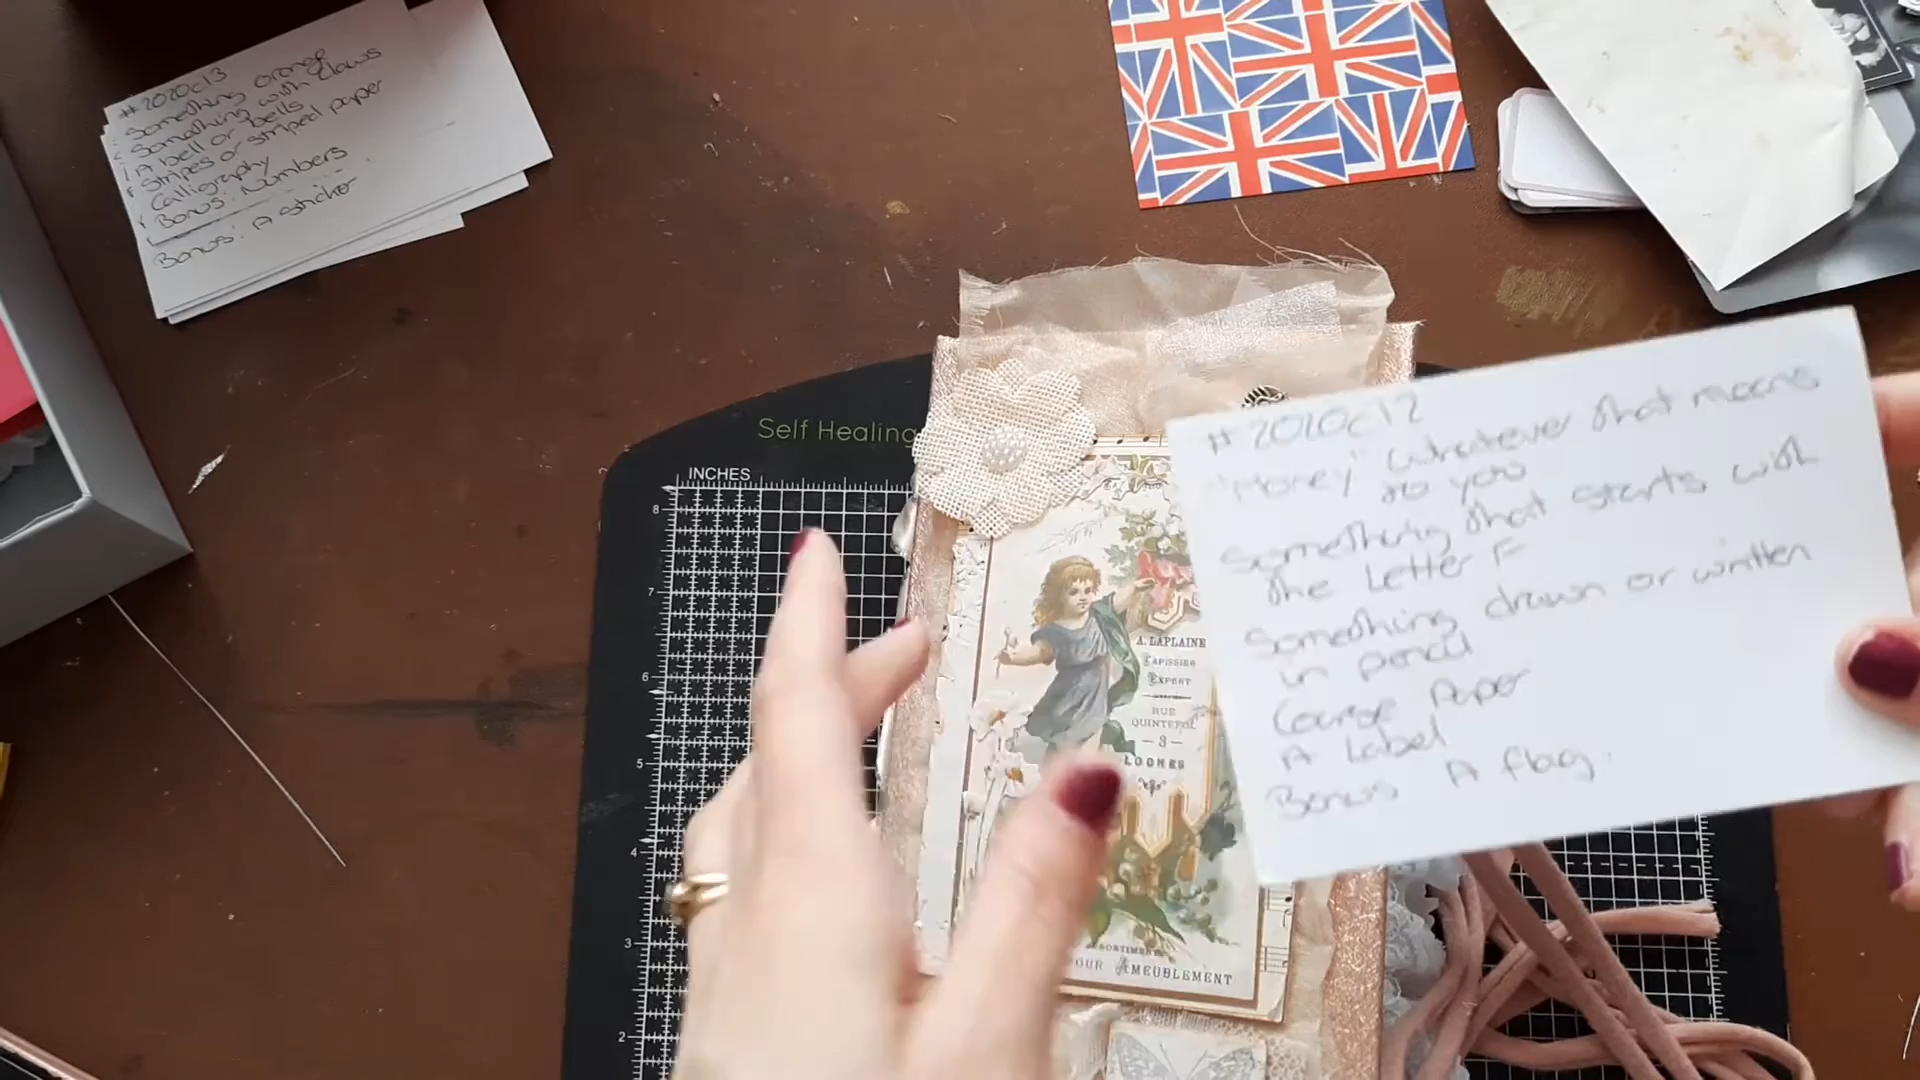 #2020c13
Something orange
Something with claws
A bell or bells
Stripes or striped paper
Calligraphy
Bonus: Numbers
Bonus: A sticker
Self Healing
INCHES
8
7
6
5
4
3
2
A. LAPLAINE
TAPISSIER
EXPERT
RUE
QUINTEFOL
-3-
LOOMES
OUR AMEUBLEMENT
#2020c12
"Money" whatever that means
to you
Something that starts with
the letter F
Something drawn or written
in pencil
Paper
A Label
Bonus A flag.